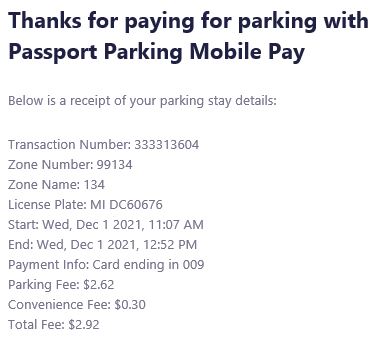 Thanks for paying for parking with
Passport Parking Mobile Pay
Below is a receipt of your parking stay details:
Transaction Number: 333313604
Zone Number: 99134
Zone Name: 134
License Plate: MI DC60676
Start: Wed, Dec 1 2021, 11:07 AM
End: Wed, Dec 1 2021, 12:52 PM
Payment Info: Card ending in 009
Parking Fee: $2.62
Convenience Fee: $0.30
Total Fee: $2.92